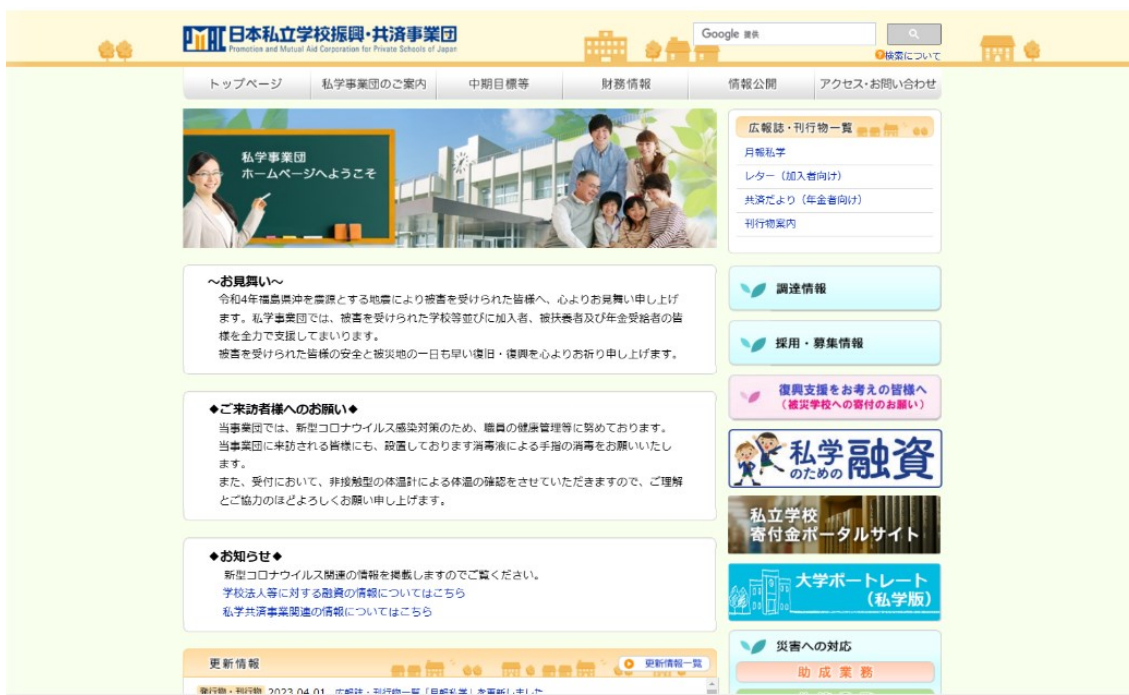 PMAC 日本私立学校振興・共済事業団
Promotion and Mutual Aid Corporation for Private Schools of Japan
Google 提供
検索について
トップページ
私学事業団のご案内
中期目標等
財務情報
情報公開
アクセス・お問い合わせ
私学事業団
ホームページへようこそ
広報誌・刊行物一覧
月報私学
レター（加入者向け）
共済だより（年金者向け）
刊行物案内
～お見舞い～
令和4年福島県沖を震源とする地震により被害を受けられた皆様へ、心よりお見舞い申し上げ
ます。私学事業団では、被害を受けられた学校等並びに加入者、被扶養者及び年金受給者の皆
様を全力で支援してまいります。
被害を受けられた皆様の安全と被災地の一日も早い復旧・復興を心よりお祈り申し上げます。
◆ご来訪者様へのお願い◆
当事業団では、新型コロナウイルス感染対策のため、職員の健康管理等に努めております。
当事業団に来訪される皆様にも、設置しております消毒液による手指の消毒をお願いいたし
ます。
また、受付において、非接触型の体温計による体温の確認をさせていただきますので、ご理解
とご協力のほどよろしくお願い申し上げます。
◆お知らせ◆
新型コロナウイルス関連の情報を掲載しますのでご覧ください。
学校法人等に対する融資の情報についてはこちら
私学共済事業関連の情報についてはこちら
更新情報
更新情報一覧
発行物・刊行物 2023.04.01 広報誌・刊行物一覧「月報私学」を更新しました
調達情報
採用・募集情報
復興支援をお考えの皆様へ
（被災学校への寄付のお願い）
私学のための融資
私立学校
寄付金ポータルサイト
大学ポートレート
（私学版）
災害への対応
助成業務